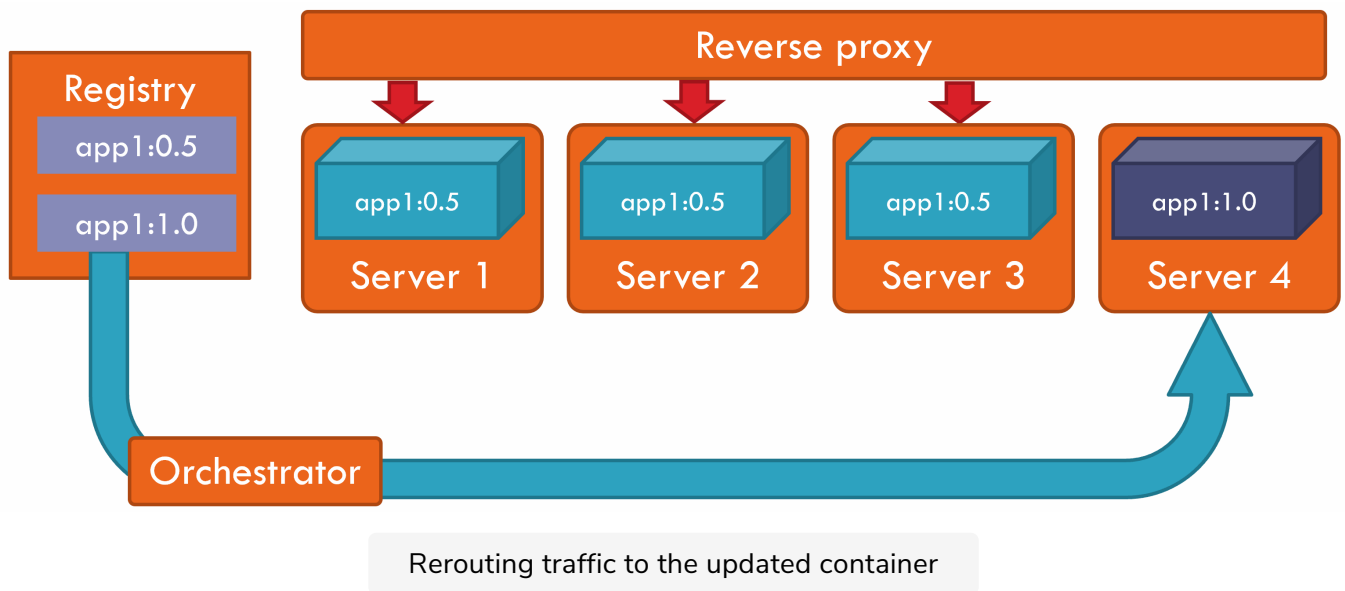 Reverse proxy
Registry
app1:0.5
app1:1.0
app1:0.5
Server 1
app1:0.5
Server 2
app1:0.5
Server 3
app1:1.0
Server 4
Orchestrator
Rerouting traffic to the updated container